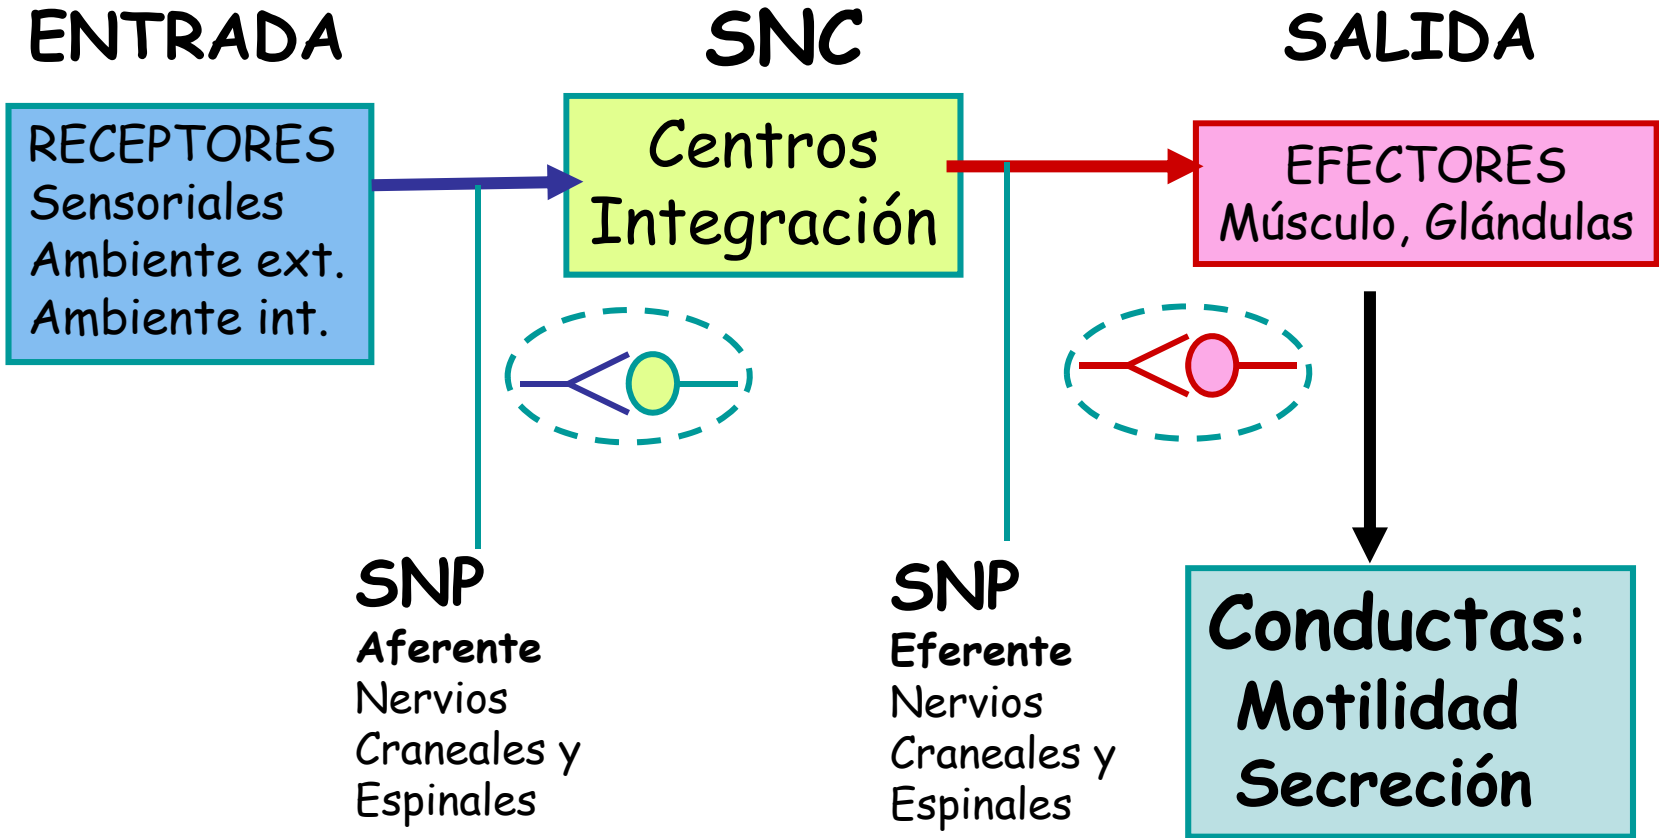 ENTRADA
SNC
SALIDA
RECEPTORES
Sensoriales
Ambiente ext.
Ambiente int.
Centros
Integración
EFECTORES
Músculo, Glándulas
SNP
Aferente
Nervios
Craneales y
Espinales
SNP
Eferente
Nervios
Craneales y
Espinales
Conductas:
Motilidad
Secreción